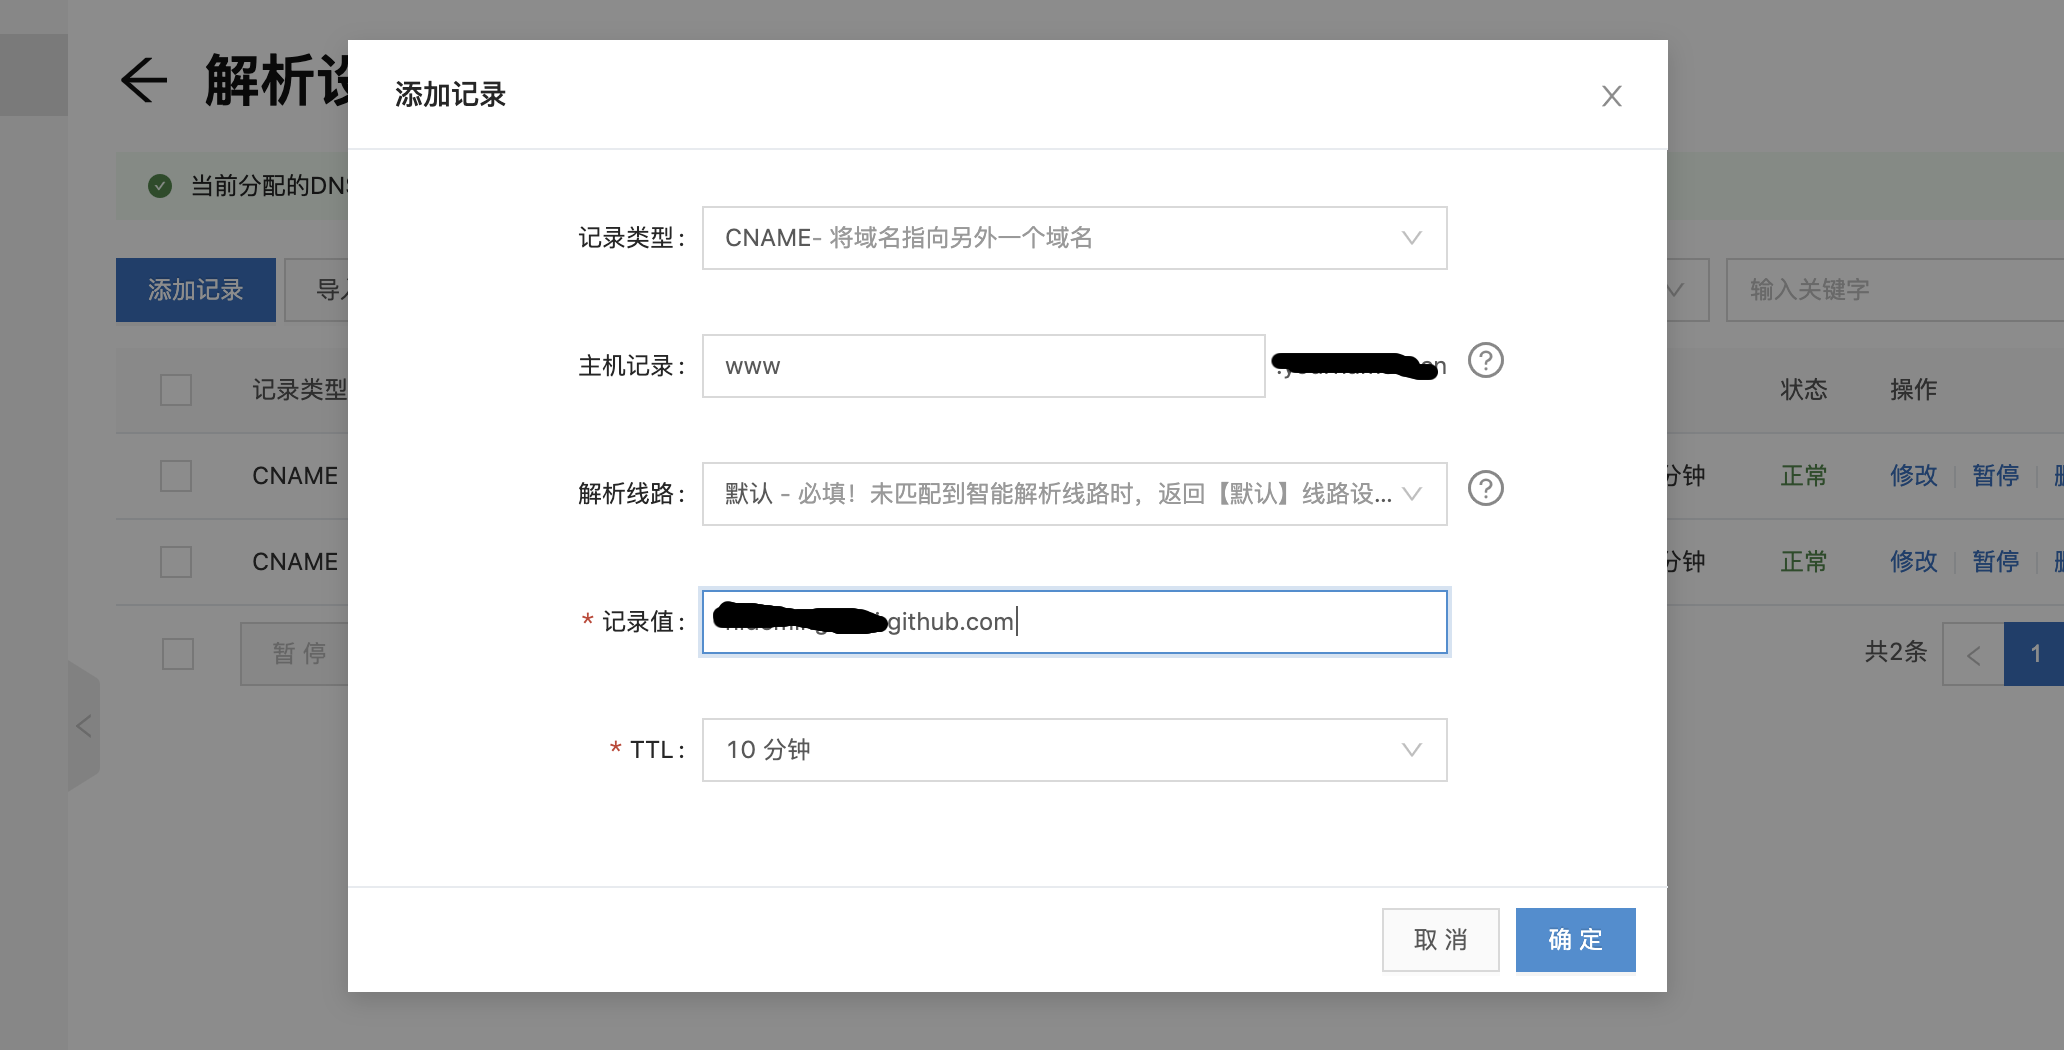 解析设
添加记录
当前分配的DNS
添加记录
导入
输入关键字
记录类型
状态
操作
CNAME
分钟
正常
修改
暂停
CNAME
分钟
正常
修改
暂停
暂 停
共2条
<
1
记录类型:
CNAME- 将域名指向另外一个域名
主机记录:
www
解析线路:
默认 - 必填！未匹配到智能解析线路时，返回【默认】线路设...
* 记录值:
github.com
* TTL:
10 分钟
取 消
确 定